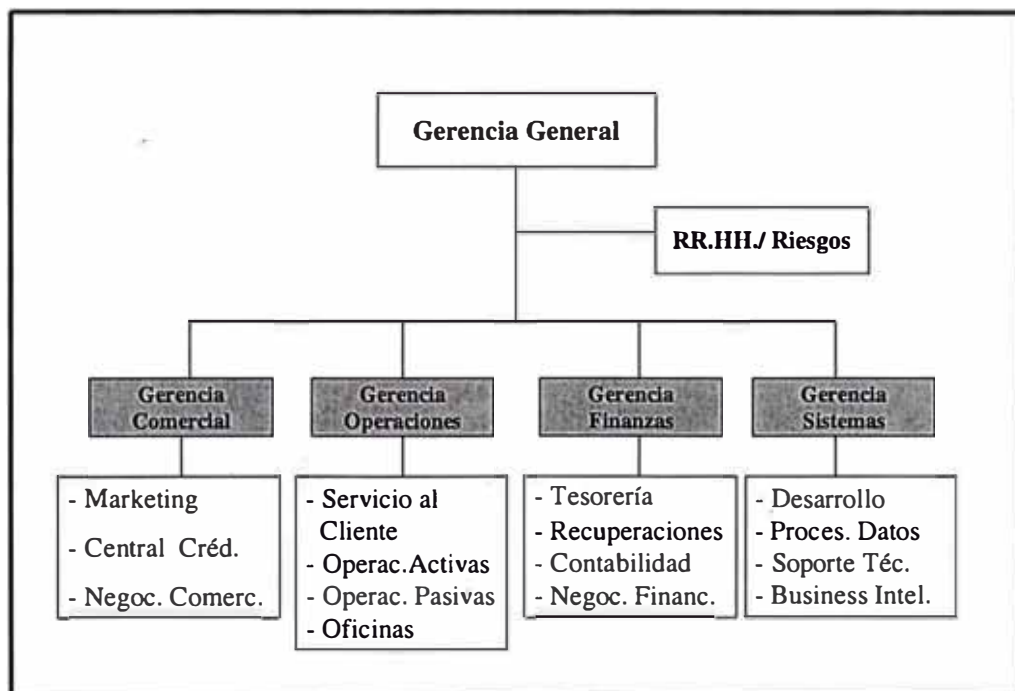 Gerencia General
RR.HH./ Riesgos
Gerencia
Comercial
Gerencia
Operaciones
Gerencia
Finanzas
Gerencia
Sistemas
- Marketing
- Central Créd.
- Negoc. Comerc.
- Servicio al
Cliente
- Operac.Activas
- Operac. Pasivas
- Oficinas
- Tesorería
- Recuperaciones
- Contabilidad
- Negoc. Financ.
- Desarrollo
- Proces. Datos
- Soporte Téc.
- Business Intel.